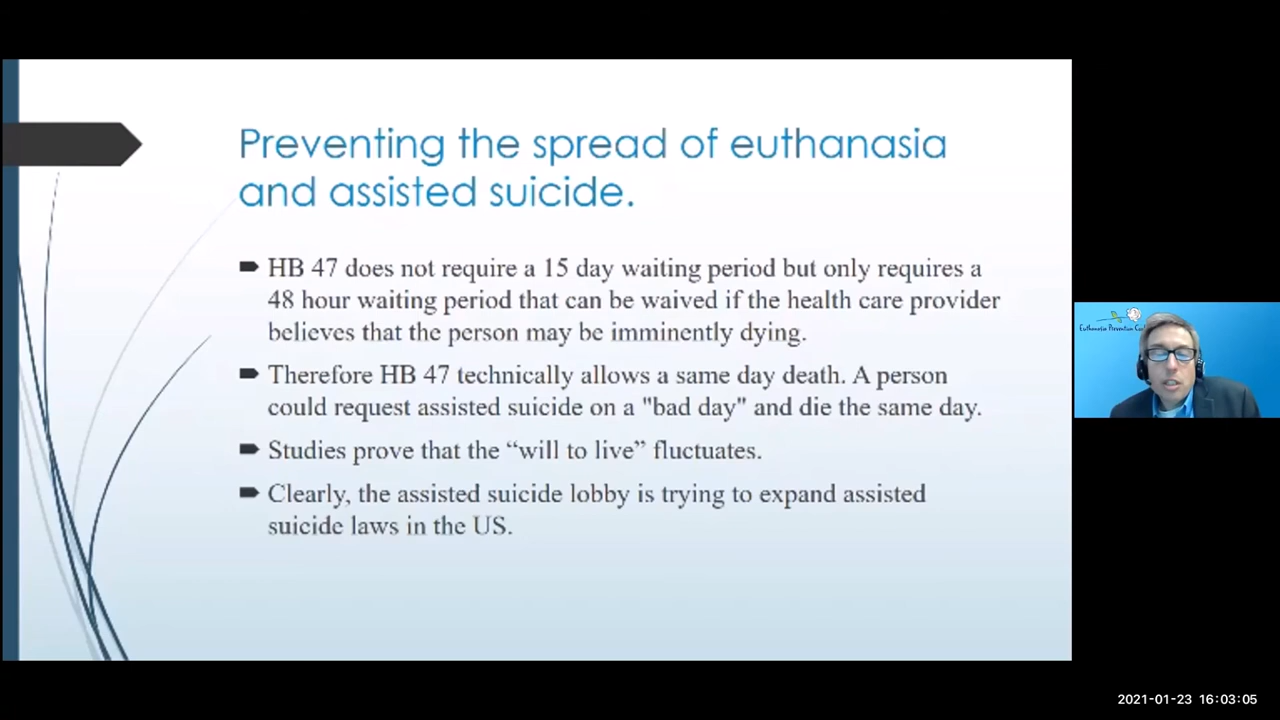 Preventing the spread of euthanasia
and assisted suicide.
HB 47 does not require a 15 day waiting period but only requires a
48 hour waiting period that can be waived if the health care provider
believes that the person may be imminently dying.
Therefore HB 47 technically allows a same day death. A person
could request assisted suicide on a "bad day" and die the same day.
Studies prove that the “will to live” fluctuates.
Clearly, the assisted suicide lobby is trying to expand assisted
suicide laws in the US.
Euthanasia Prevention
2021-01-23 16:03:05